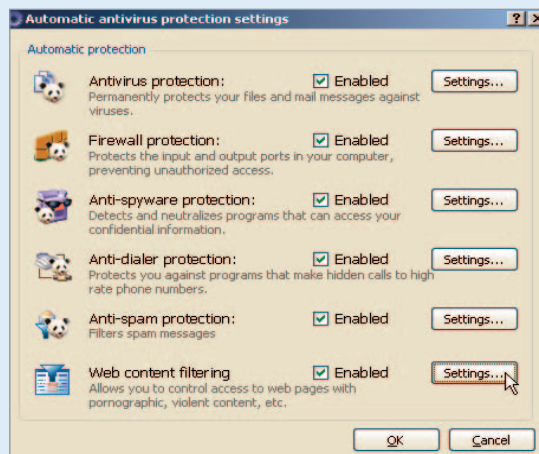 Automatic antivirus protection settings
Automatic protection
Antivirus protection: Enabled Settings...
Permanently protects your files and mail messages against
viruses.
Firewall protection: Enabled Settings...
Protects the input and output ports in your computer,
preventing unauthorized access.
Anti-spyware protection: Enabled Settings...
Detects and neutralizes programs that can access your
confidential information.
Anti-dialer protection: Enabled Settings...
Protects you against programs that make hidden calls to high
rate phone numbers.
Anti-spam protection: Enabled Settings...
Filters spam messages
Web content filtering Enabled Settings...
Allows you to control access to web pages with
pornographic, violent content, etc.
OK Cancel